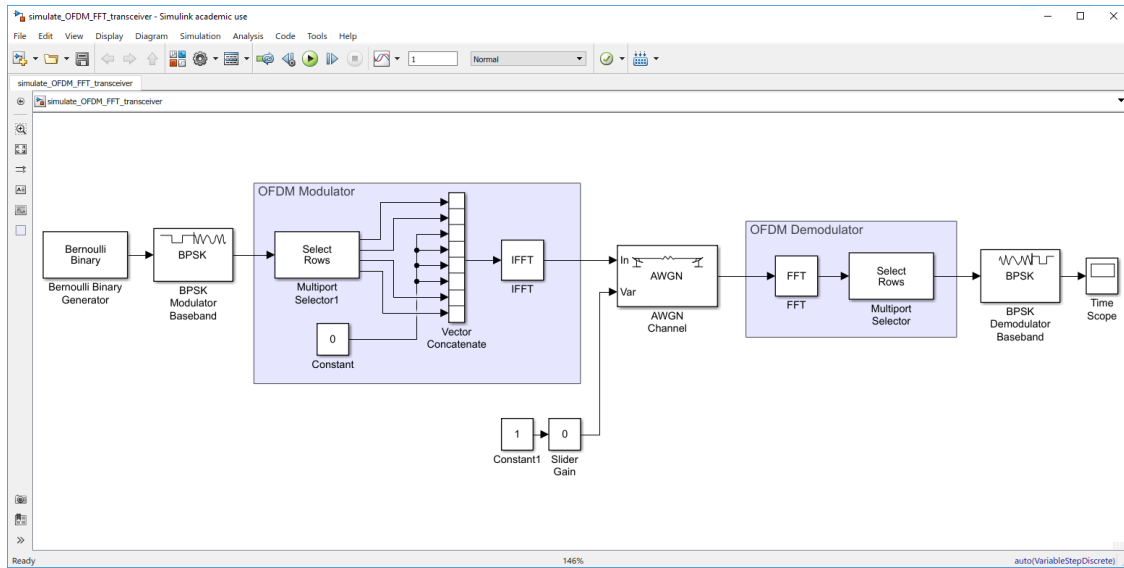 simulate_OFDM_FFT_transceiver - Simulink academic use
File Edit View Display Diagram Simulation Analysis Code Tools Help
1
Normal
simulate_OFDM_FFT_transceiver
simulate_OFDM_FFT_transceiver
OFDM Modulator
OFDM Demodulator
Bernoulli
Binary
Bernoulli Binary
Generator
BPSK
BPSK
Modulator
Baseband
Select
Rows
Multiport
Selector1
0
Constant
Vector
Concatenate
IFFT
IFFT
In
Var
AWGN
AWGN
Channel
FFT
FFT
Select
Rows
Multiport
Selector
BPSK
BPSK
Demodulator
Baseband
Time
Scope
1
Constant1
0
Slider
Gain
Ready
146%
auto(VariableStepDiscrete)